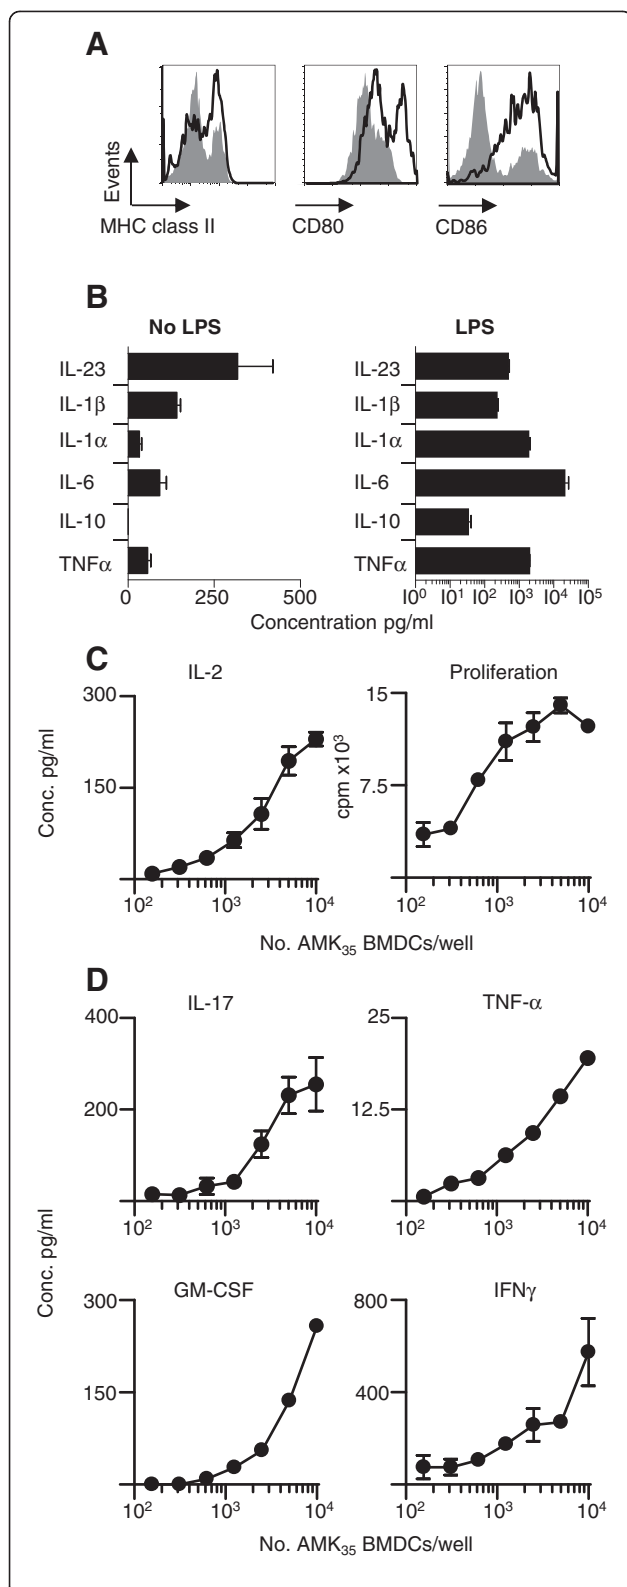 A
Events
MHC class II CD80 CD86
B
No LPS LPS
IL-23 IL-23
IL-1β IL-1β
IL-1α IL-1α
IL-6 IL-6
IL-10 IL-10
TNFα TNFα
0 250 500 10⁰ 10¹ 10² 10³ 10⁴ 10⁵
Concentration pg/ml
C
IL-2 Proliferation
300 15
Conc. pg/ml cpm x10³
150 7.5
10² 10³ 10⁴ 10² 10³ 10⁴
No. AMK₃₅ BMDCs/well
D
IL-17 TNF-α
400 25
200 12.5
10² 10³ 10⁴ 10² 10³ 10⁴
Conc. pg/ml
GM-CSF IFNγ
300 800
150 400
10² 10³ 10⁴ 10² 10³ 10⁴
No. AMK₃₅ BMDCs/well